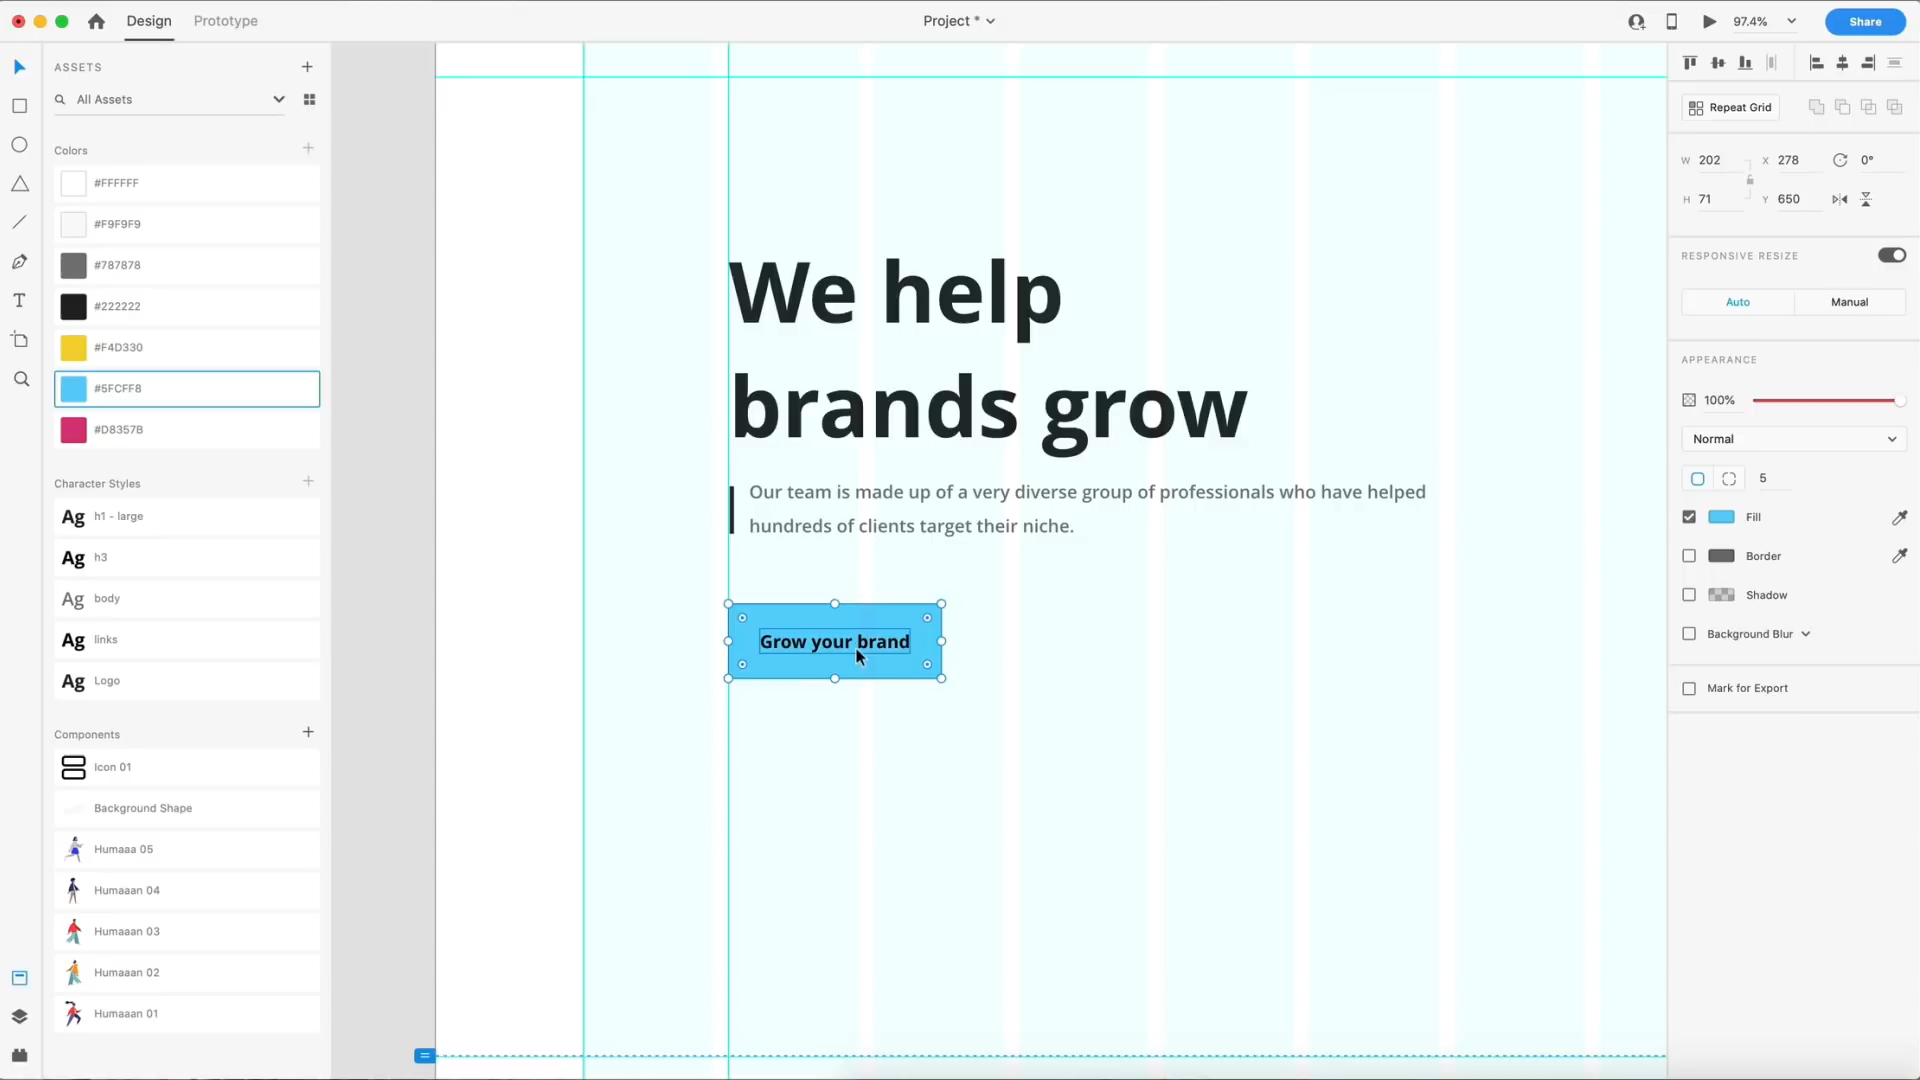 Design
Prototype
Project *
97.4%
Share
ASSETS
All Assets
Colors
#FFFFFF
#F9F9F9
#787878
#222222
#F4D330
#5FCFF8
#D8357B
Character Styles
Ag h1 - large
Ag h3
Ag body
Ag links
Ag Logo
Components
Icon 01
Background Shape
Humaaa 05
Humaaan 04
Humaaan 03
Humaaan 02
Humaaan 01
T
We help
brands grow
Our team is made up of a very diverse group of professionals who have helped
hundreds of clients target their niche.
Grow your brand
Repeat Grid
W 202 X 278 0°
H 71 Y 650
RESPONSIVE RESIZE
Auto Manual
APPEARANCE
100%
Normal
5
Fill
Border
Shadow
Background Blur
Mark for Export